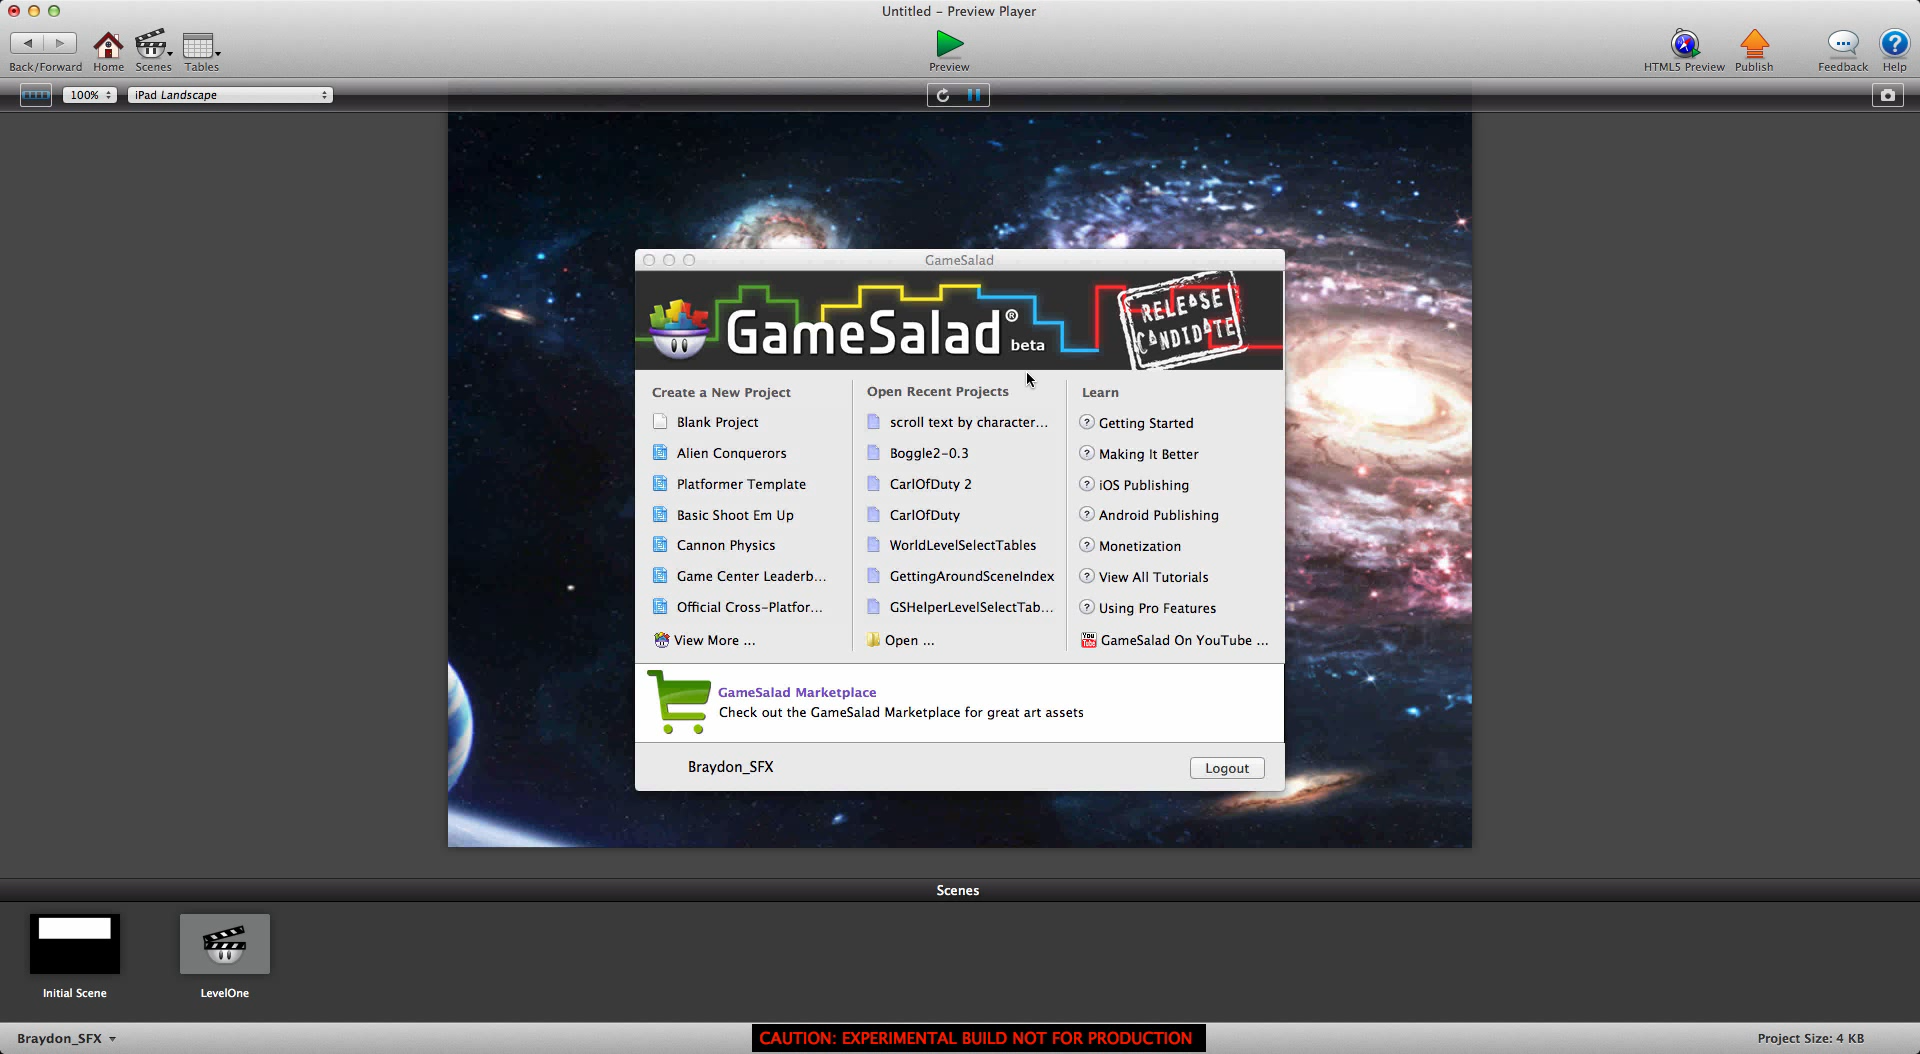 Untitled – Preview Player
Back/Forward
Home
Scenes
Tables
Preview
HTML5 Preview
Publish
Feedback
Help
100%
iPad Landscape
GameSalad
GameSalad®
beta
RELEASE
CANDIDATE
Create a New Project
Blank Project
Alien Conquerors
Platformer Template
Basic Shoot Em Up
Cannon Physics
Game Center Leaderb...
Official Cross-Platfor...
View More ...
Open Recent Projects
scroll text by character...
Boggle2-0.3
CarlOfDuty 2
CarlOfDuty
WorldLevelSelectTables
GettingAroundSceneIndex
GSHelperLevelSelectTab...
Open ...
Learn
Getting Started
Making It Better
iOS Publishing
Android Publishing
Monetization
View All Tutorials
Using Pro Features
You
Tube
GameSalad On YouTube ...
GameSalad Marketplace
Check out the GameSalad Marketplace for great art assets
Braydon_SFX
Logout
Scenes
Initial Scene
LevelOne
Braydon_SFX
CAUTION: EXPERIMENTAL BUILD NOT FOR PRODUCTION
Project Size: 4 KB